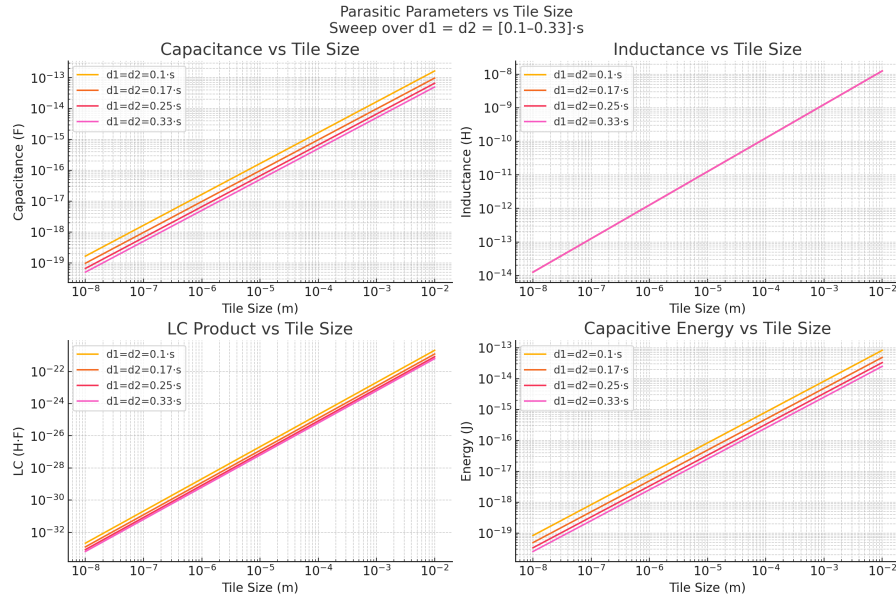 Parasitic Parameters vs Tile Size
Sweep over d1 = d2 = [0.1–0.33]·s
Capacitance vs Tile Size
10⁻¹³
10⁻¹⁴
10⁻¹⁵
10⁻¹⁶
10⁻¹⁷
10⁻¹⁸
10⁻¹⁹
Capacitance (F)
d1=d2=0.1·s
d1=d2=0.17·s
d1=d2=0.25·s
d1=d2=0.33·s
10⁻⁸ 10⁻⁷ 10⁻⁶ 10⁻⁵ 10⁻⁴ 10⁻³ 10⁻²
Tile Size (m)
Inductance vs Tile Size
10⁻⁸
10⁻⁹
10⁻¹⁰
10⁻¹¹
10⁻¹²
10⁻¹³
10⁻¹⁴
Inductance (H)
d1=d2=0.1·s
d1=d2=0.17·s
d1=d2=0.25·s
d1=d2=0.33·s
10⁻⁸ 10⁻⁷ 10⁻⁶ 10⁻⁵ 10⁻⁴ 10⁻³ 10⁻²
Tile Size (m)
LC Product vs Tile Size
10⁻²²
10⁻²⁴
10⁻²⁶
10⁻²⁸
10⁻³⁰
10⁻³²
LC (H·F)
d1=d2=0.1·s
d1=d2=0.17·s
d1=d2=0.25·s
d1=d2=0.33·s
10⁻⁸ 10⁻⁷ 10⁻⁶ 10⁻⁵ 10⁻⁴ 10⁻³ 10⁻²
Tile Size (m)
Capacitive Energy vs Tile Size
10⁻¹³
10⁻¹⁴
10⁻¹⁵
10⁻¹⁶
10⁻¹⁷
10⁻¹⁸
10⁻¹⁹
Energy (J)
d1=d2=0.1·s
d1=d2=0.17·s
d1=d2=0.25·s
d1=d2=0.33·s
10⁻⁸ 10⁻⁷ 10⁻⁶ 10⁻⁵ 10⁻⁴ 10⁻³ 10⁻²
Tile Size (m)